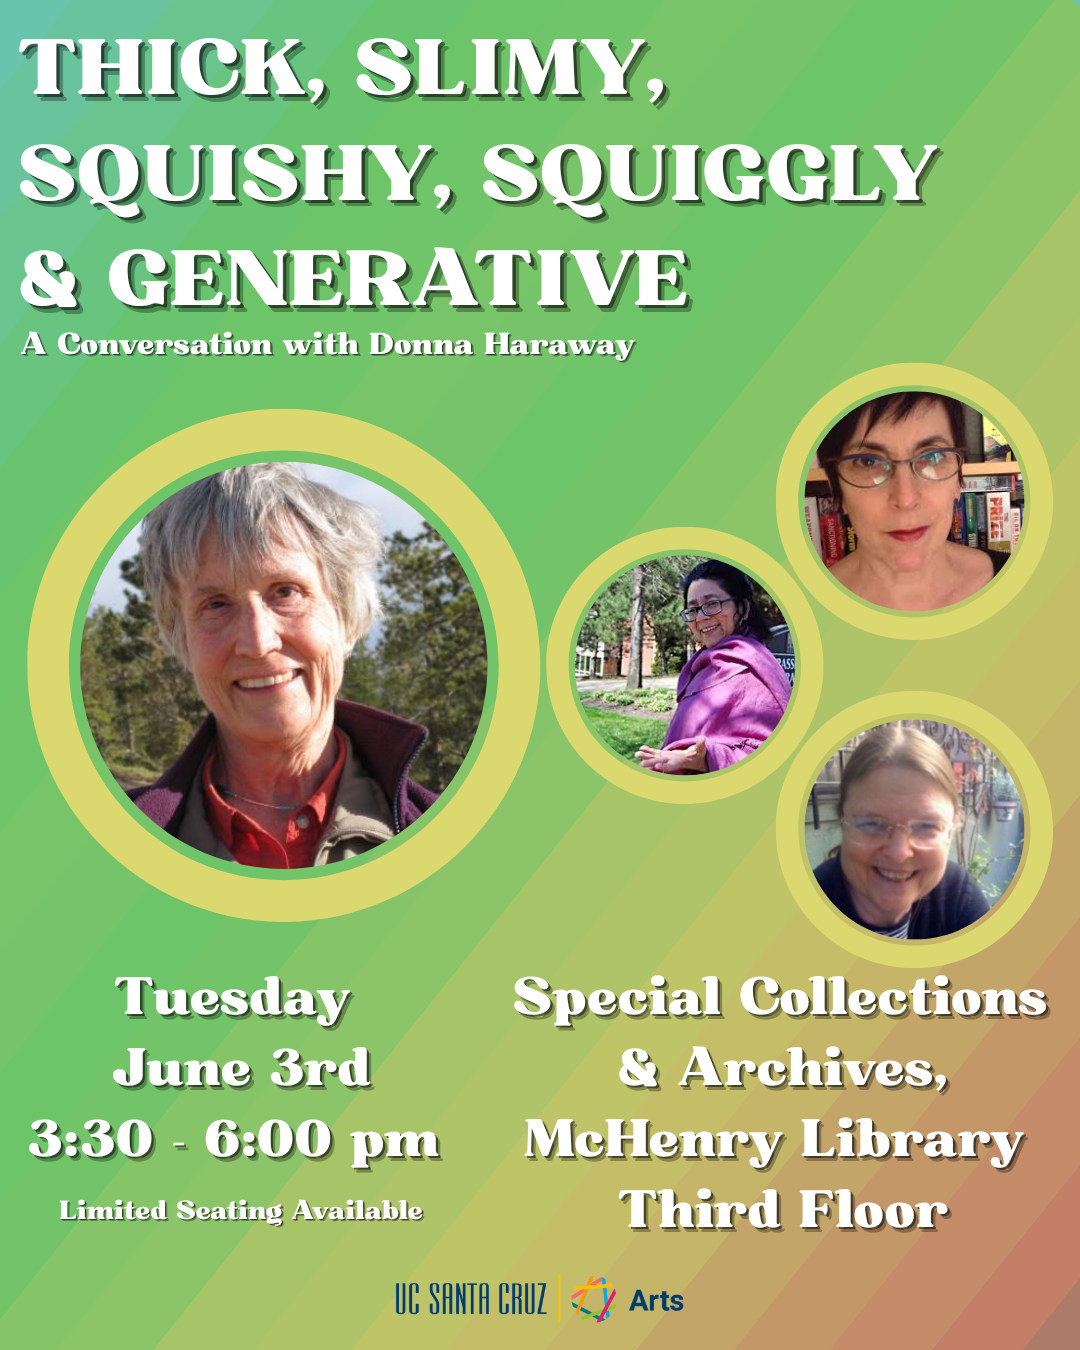 THICK, SLIMY,
SQUISHY, SQUIGGLY
& GENERATIVE
A Conversation with Donna Haraway
Tuesday
June 3rd
3:30 - 6:00 pm
Limited Seating Available
Special Collections
& Archives,
McHenry Library
Third Floor
UC SANTA CRUZ
Arts